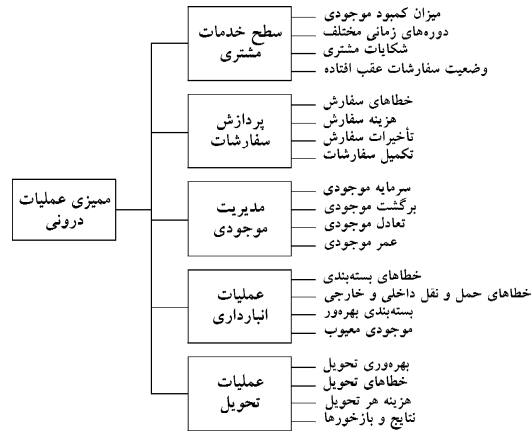 میزان کمبود موجودی
دوره‌های زمانی مختلف
شکایات مشتری
وضعیت سفارشات عقب افتاده
سطح خدمات
مشتری
خطاهای سفارش
هزینه سفارش
تأخیرات سفارش
تکمیل سفارشات
پردازش
سفارشات
ممیزی عملیات
درونی
سرمایه موجودی
برگشت موجودی
تعادل موجودی
عمر موجودی
مدیریت
موجودی
خطاهای بسته‌بندی
خطاهای حمل و نقل داخلی و خارجی
بسته‌بندی بهره‌ور
موجودی معیوب
عملیات
انبارداری
بهره‌وری تحویل
خطاهای تحویل
هزینه هر تحویل
نتایج و بازخورها
عملیات
تحویل